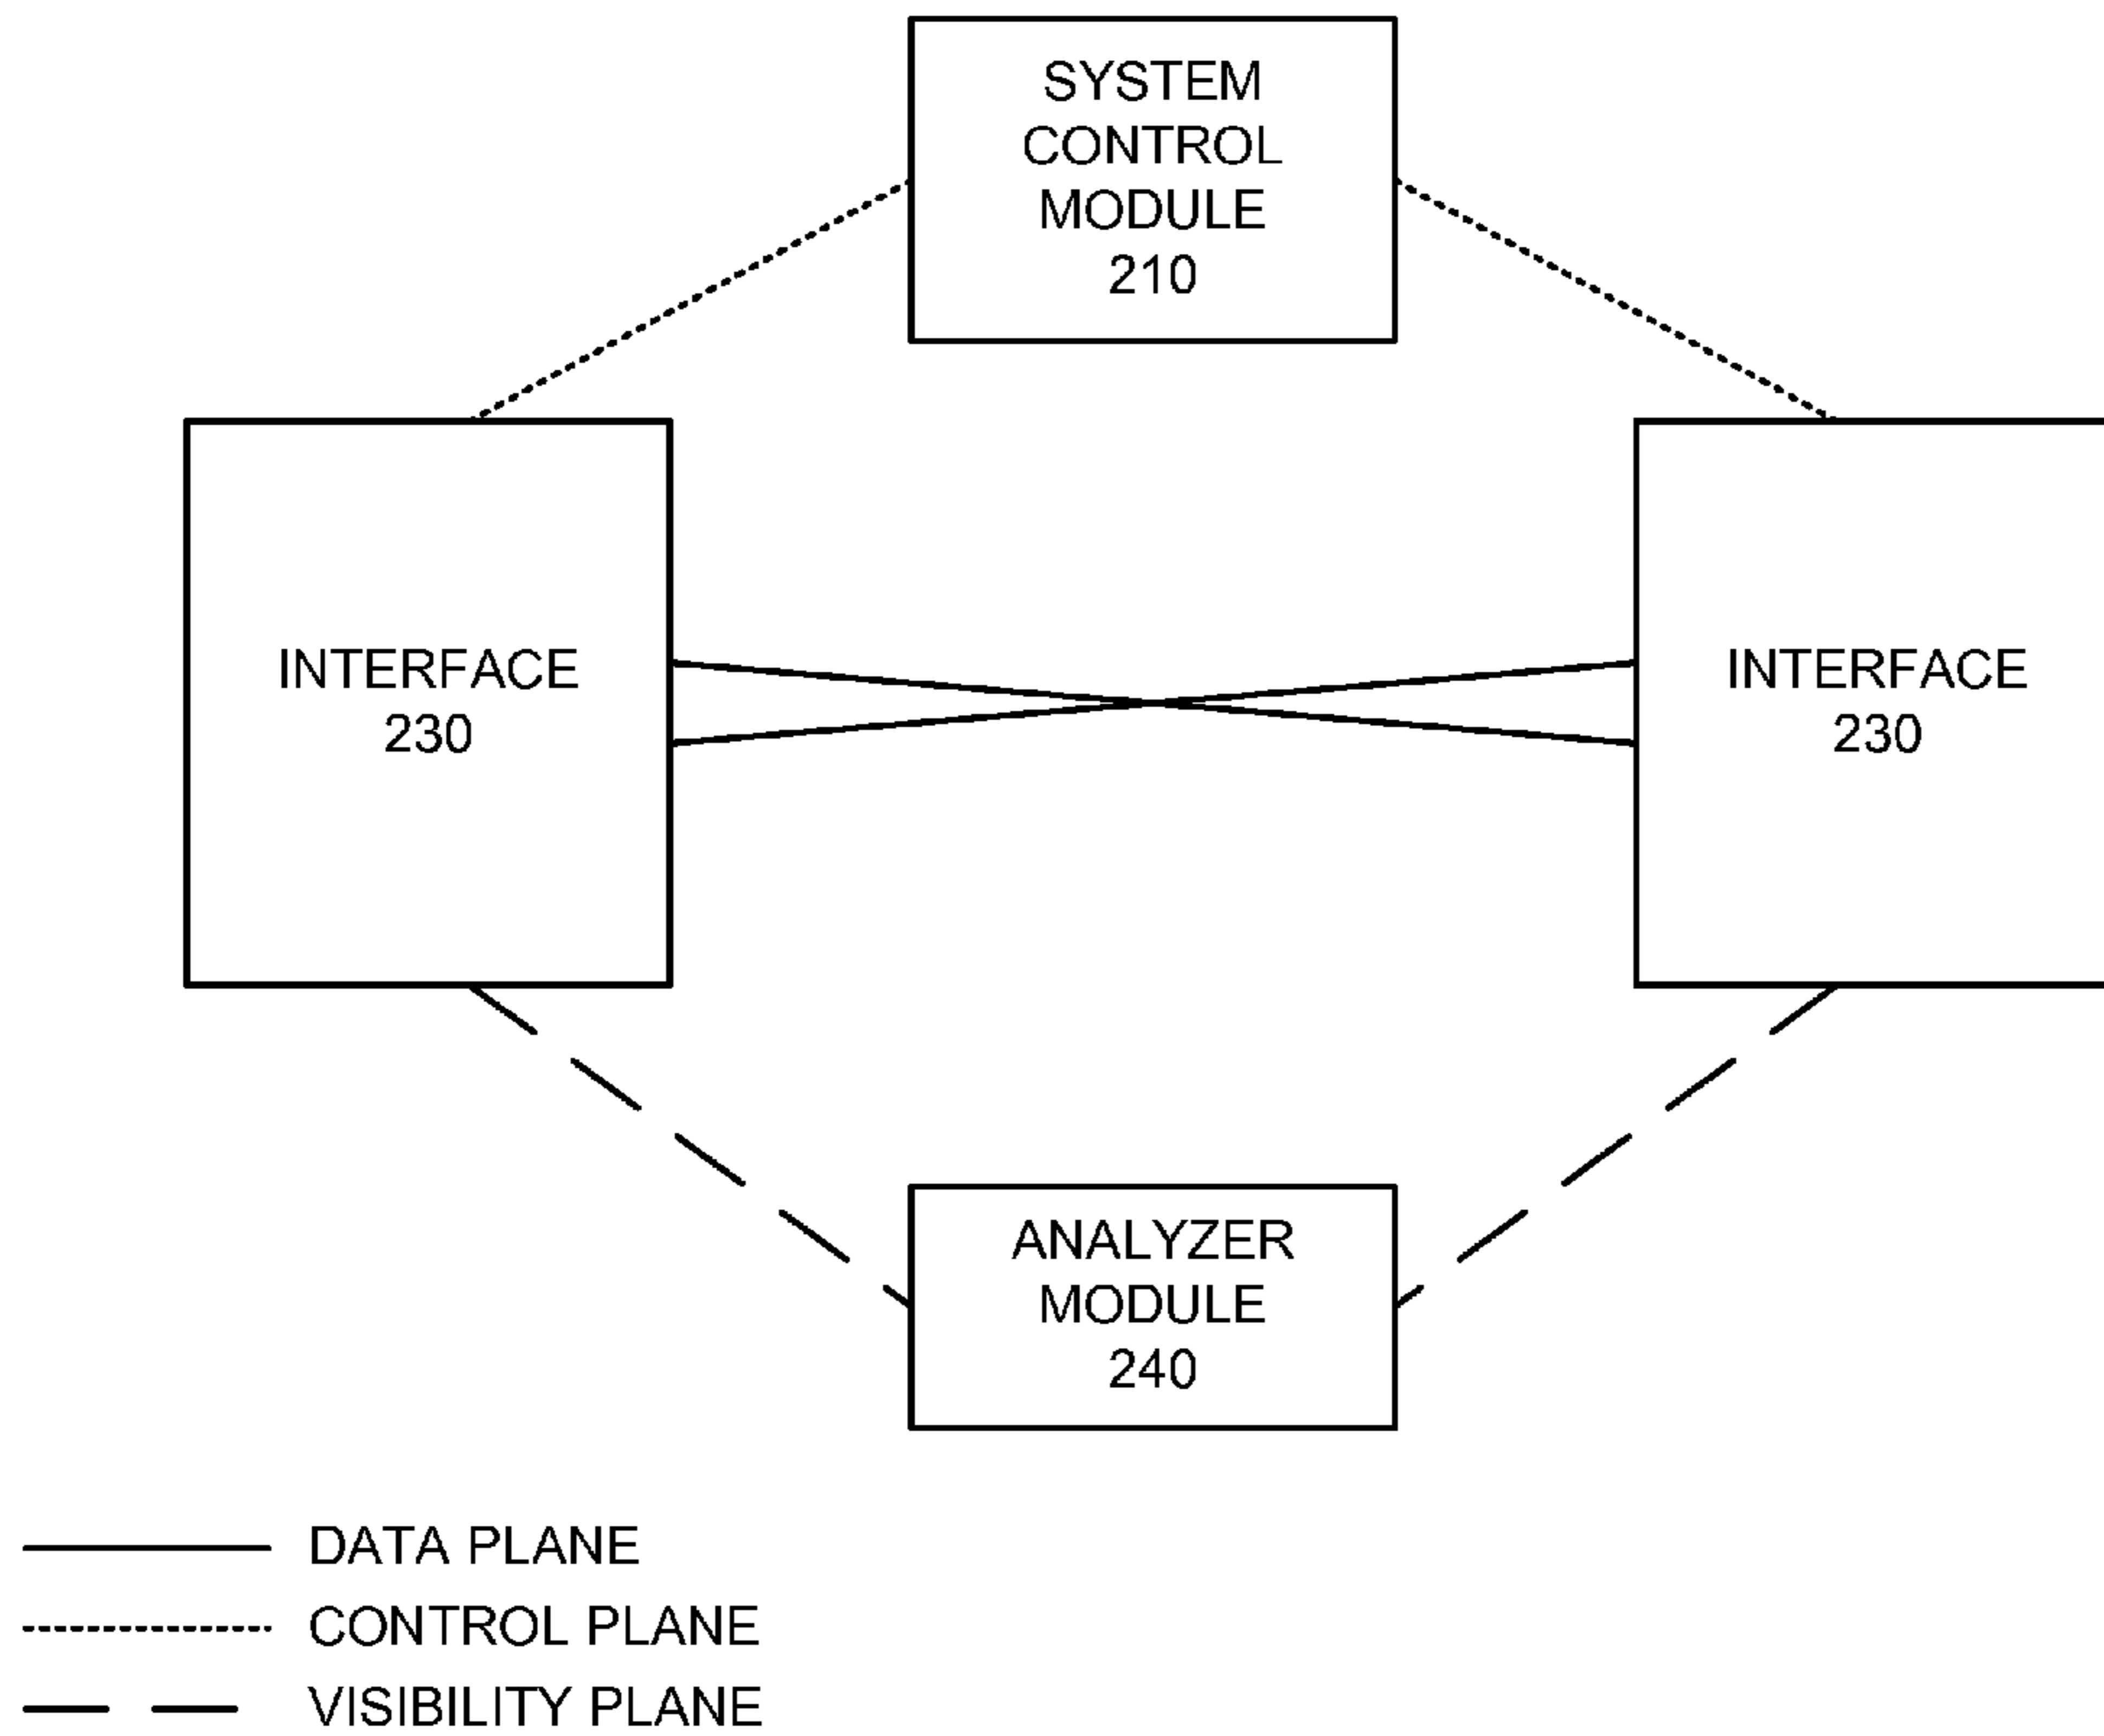 SYSTEM
CONTROL
MODULE
210
INTERFACE
230
INTERFACE
230
ANALYZER
MODULE
240
DATA PLANE
CONTROL PLANE
VISIBILITY PLANE